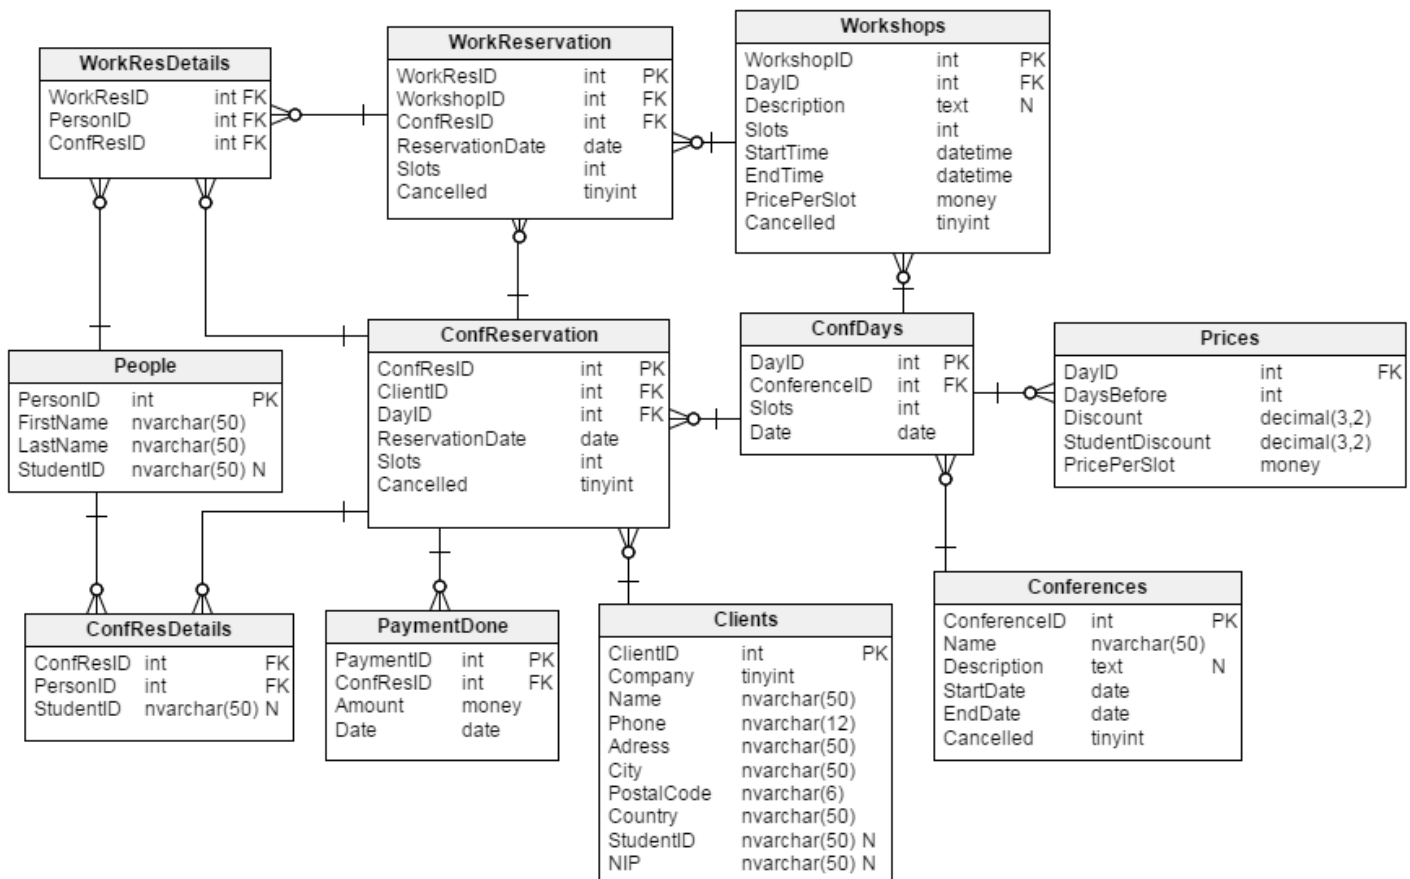 WorkResDetails
WorkResID int FK
PersonID int FK
ConfResID int FK
WorkReservation
WorkResID int PK
WorkshopID int FK
ConfResID int FK
ReservationDate date
Slots int
Cancelled tinyint
Workshops
WorkshopID int PK
DayID int FK
Description text N
Slots int
StartTime datetime
EndTime datetime
PricePerSlot money
Cancelled tinyint
People
PersonID int PK
FirstName nvarchar(50)
LastName nvarchar(50)
StudentID nvarchar(50) N
ConfReservation
ConfResID int PK
ClientID int FK
DayID int FK
ReservationDate date
Slots int
Cancelled tinyint
ConfDays
DayID int PK
ConferenceID int FK
Slots int
Date date
Prices
DayID int FK
DaysBefore int
Discount decimal(3,2)
StudentDiscount decimal(3,2)
PricePerSlot money
ConfResDetails
ConfResID int FK
PersonID int FK
StudentID nvarchar(50) N
PaymentDone
PaymentID int PK
ConfResID int FK
Amount money
Date date
Clients
ClientID int PK
Company tinyint
Name nvarchar(50)
Phone nvarchar(12)
Adress nvarchar(50)
City nvarchar(50)
PostalCode nvarchar(6)
Country nvarchar(50)
StudentID nvarchar(50) N
NIP nvarchar(50) N
Conferences
ConferenceID int PK
Name nvarchar(50)
Description text N
StartDate date
EndDate date
Cancelled tinyint